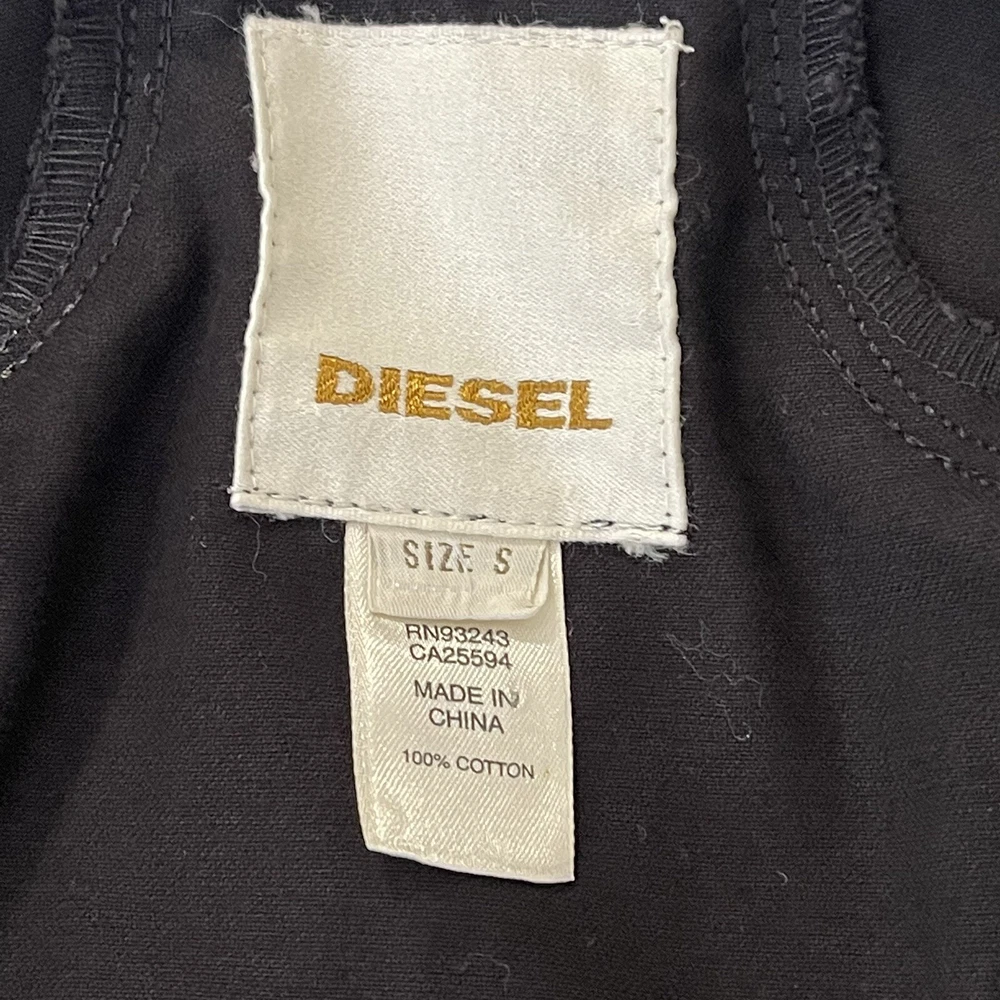 DIESEL
SIZE S
RN93243
CA25594
MADE IN
CHINA
100% COTTON